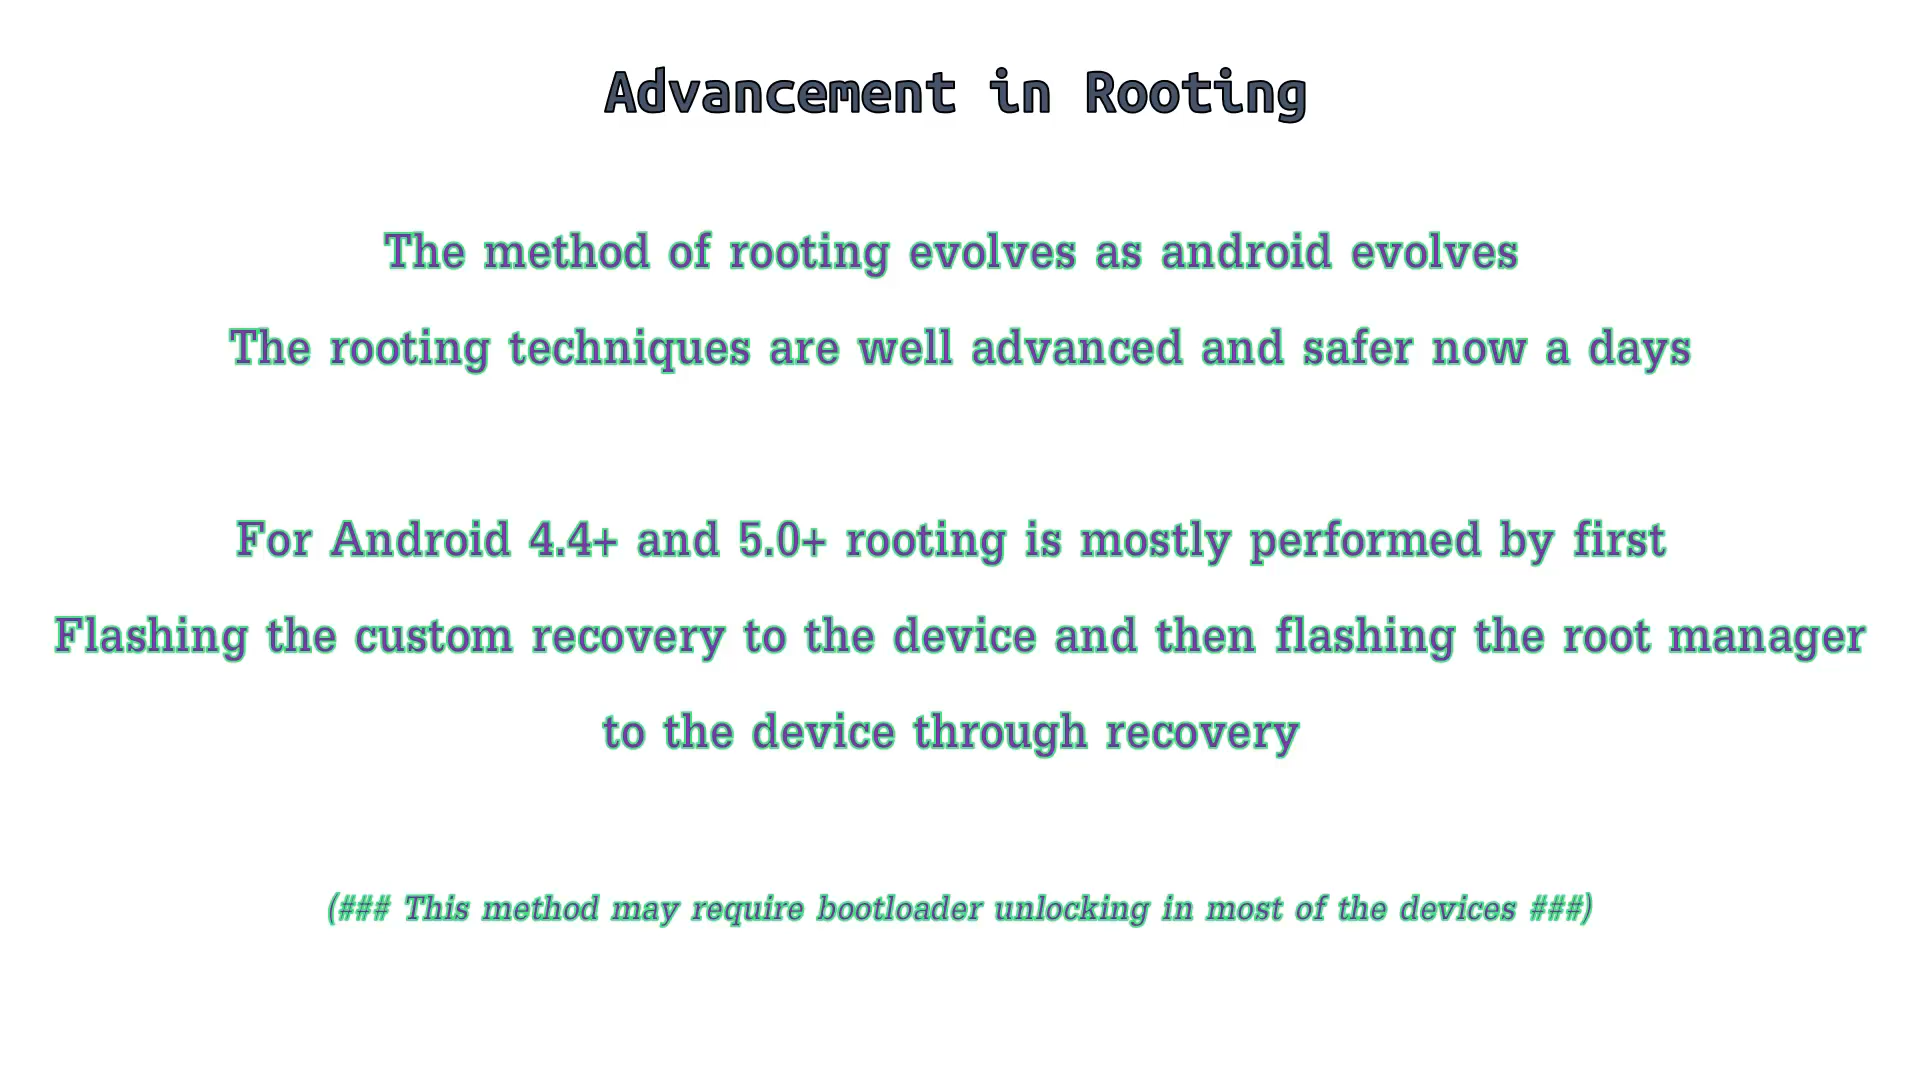 Advancement in Rooting
The method of rooting evolves as android evolves
The rooting techniques are well advanced and safer now a days
For Android 4.4+ and 5.0+ rooting is mostly performed by first
Flashing the custom recovery to the device and then flashing the root manager
to the device through recovery
(### This method may require bootloader unlocking in most of the devices ###)